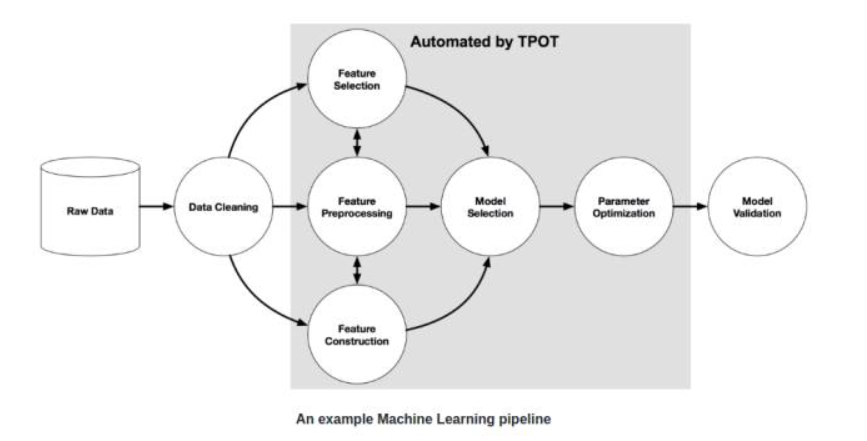 Automated by TPOT
Feature
Selection
Raw Data
Data Cleaning
Feature
Preprocessing
Model
Selection
Parameter
Optimization
Model
Validation
Feature
Construction
An example Machine Learning pipeline